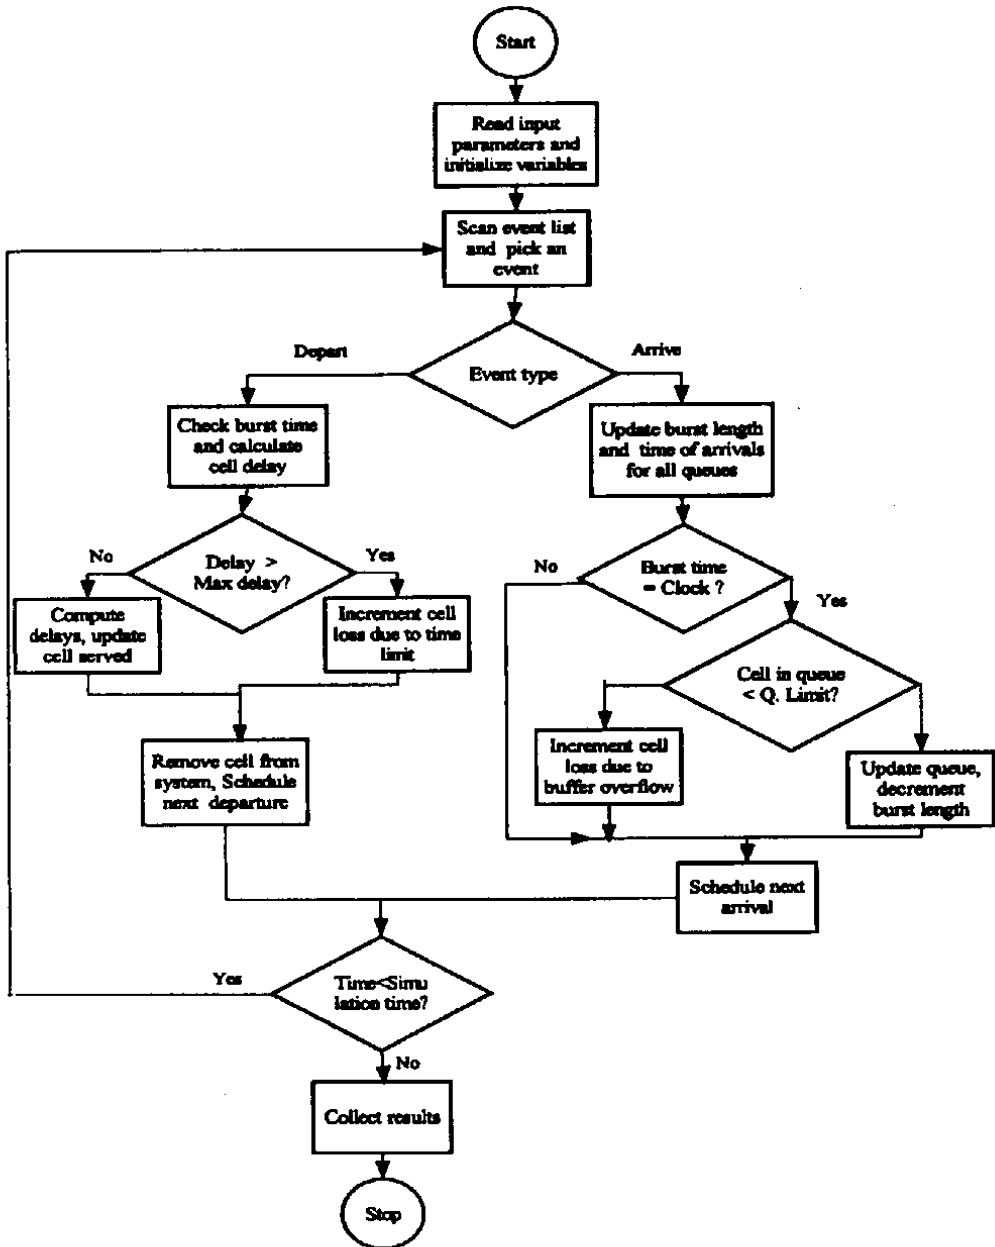 Start
Read input
parameters and
initialize variables
Scan event list
and pick an
event
Depart
Arrive
Event type
Check burst time
and calculate
cell delay
Update burst length
and time of arrivals
for all queues
No
Delay >
Max delay?
Yes
No
Burst time
= Clock ?
Yes
Compute
delays, update
cell served
Increment cell
loss due to time
limit
Cell in queue
< Q. Limit?
Remove cell from
system, Schedule
next departure
Increment cell
loss due to
buffer overflow
Update queue,
decrement
burst length
Schedule next
arrival
Yes
Time<Simu
lation time?
No
Collect results
Stop